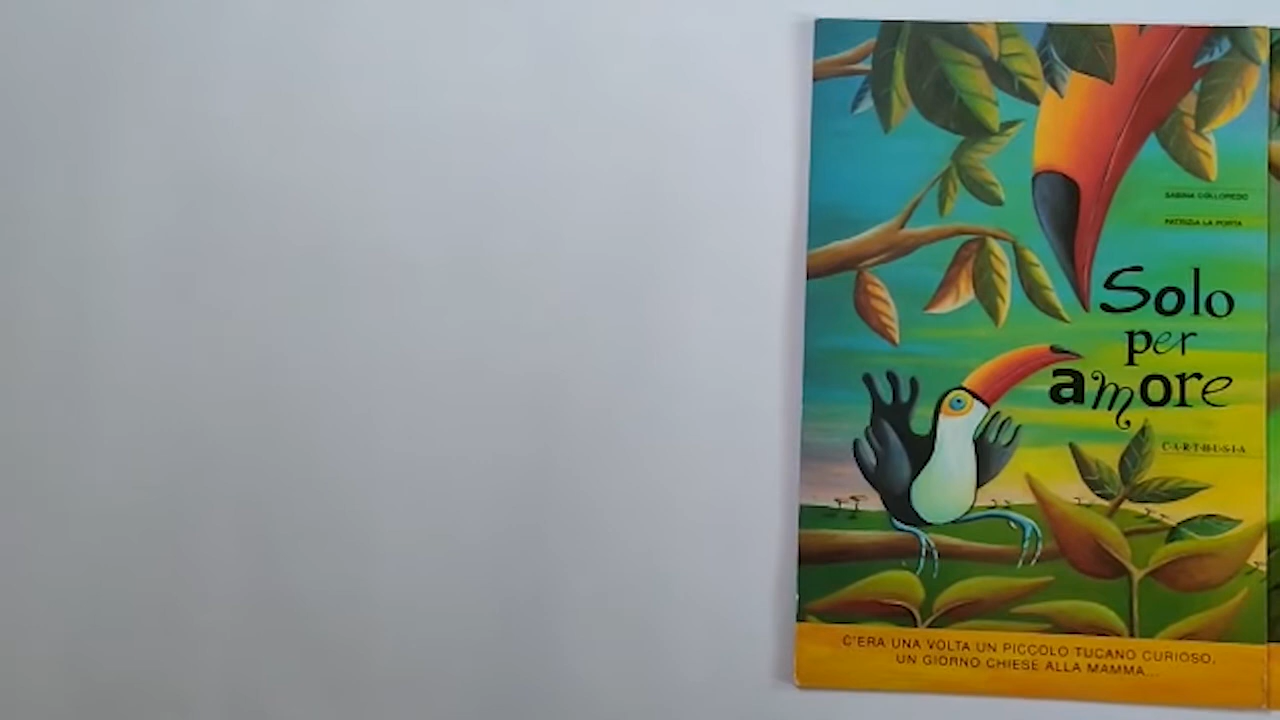 SABINA COLLOREDO
PATRIZIA LA PORTA
Solo
per
amore
C·A·R·T·H·U·S·I·A
C'ERA UNA VOLTA UN PICCOLO TUCANO CURIOSO.
UN GIORNO CHIESE ALLA MAMMA...